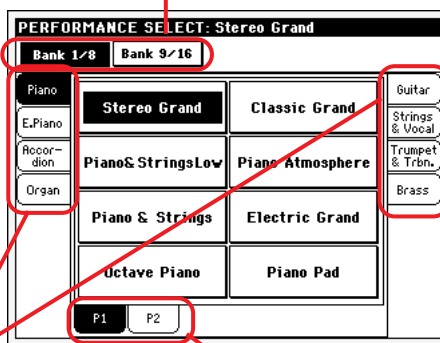 PERFORMANCE SELECT: Stereo Grand
Bank 1/8 Bank 9/16
Piano
E.Piano
Accor-
dion
Organ
Stereo Grand Classic Grand
Piano&StringsLow Piano Atmosphere
Piano & Strings Electric Grand
Octave Piano Piano Pad
Guitar
Strings
& Vocal
Trumpet
& Trbn.
Brass
P1 P2